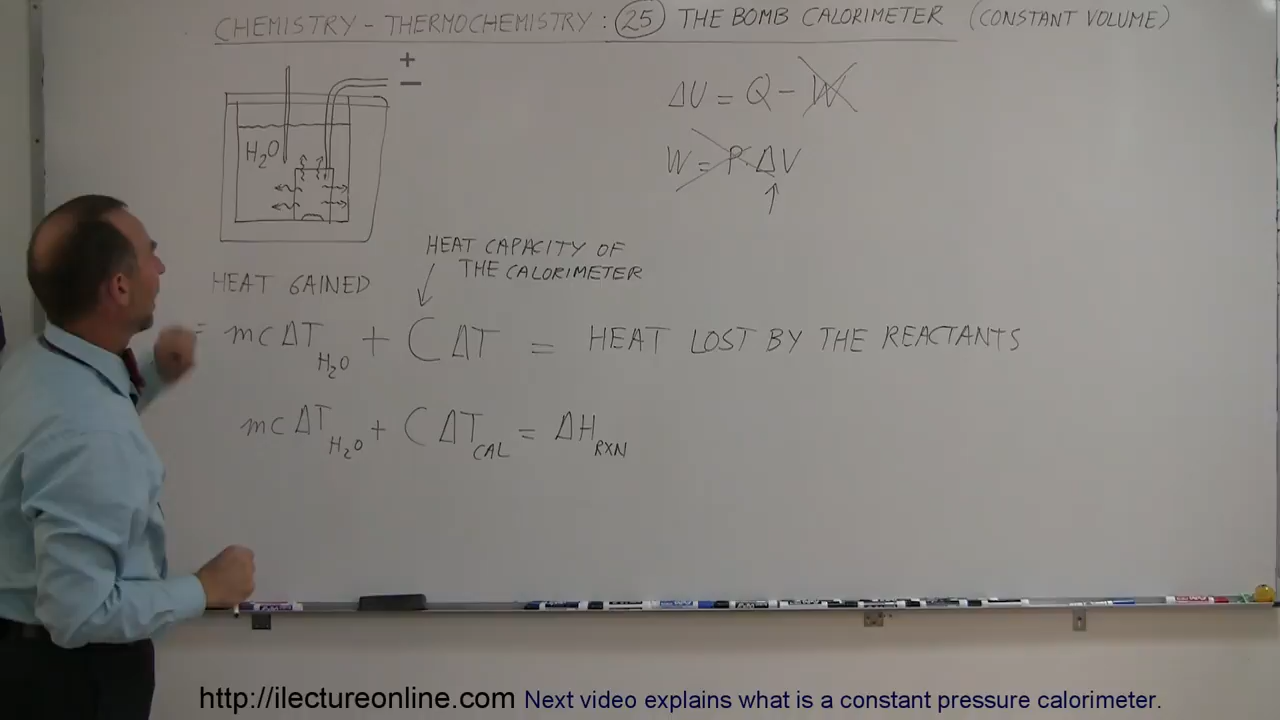 CHEMISTRY - THERMOCHEMISTRY: 25 THE BOMB CALORIMETER (CONSTANT VOLUME)
+
−
H₂O
ΔU = Q - W
W = P ΔV
HEAT CAPACITY OF
THE CALORIMETER
HEAT GAINED
= mcΔT H₂O + CΔT = HEAT LOST BY THE REACTANTS
mcΔT H₂O + CΔT CAL = ΔH RXN
http://ilectureonline.com Next video explains what is a constant pressure calorimeter.